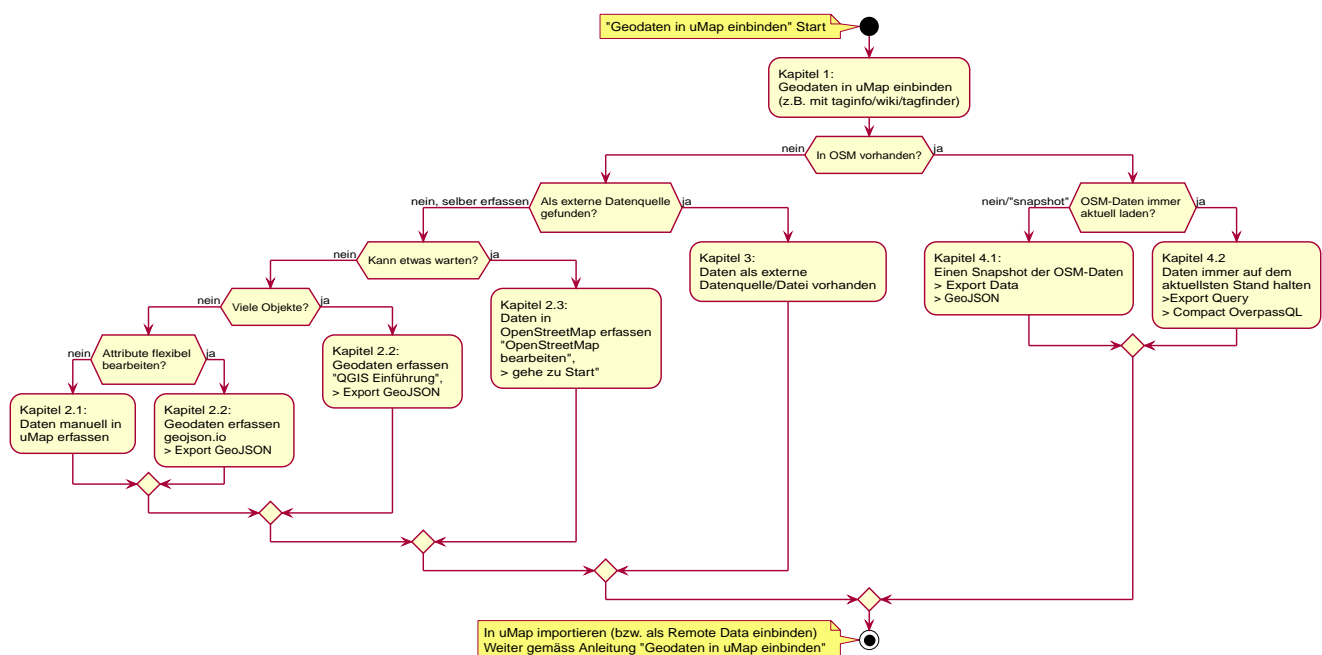 "Geodaten in uMap einbinden" Start
Kapitel 1:
Geodaten in uMap einbinden
(z.B. mit taginfo/wiki/tagfinder)
nein
In OSM vorhanden?
ja
nein, selber erfassen
Als externe Datenquelle
gefunden?
ja
nein/"snapshot"
OSM-Daten immer
aktuell laden?
ja
nein
Kann etwas warten?
ja
Kapitel 3:
Daten als externe
Datenquelle/Datei vorhanden
Kapitel 4.1:
Einen Snapshot der OSM-Daten
> Export Data
> GeoJSON
Kapitel 4.2
Daten immer auf dem
aktuellsten Stand halten
>Export Query
> Compact OverpassQL
nein
Viele Objekte?
ja
Kapitel 2.3:
Daten in
OpenStreetMap erfassen
"OpenStreetMap
bearbeiten",
> gehe zu Start"
nein
Attribute flexibel
bearbeiten?
ja
Kapitel 2.2:
Geodaten erfassen
"QGIS Einführung",
> Export GeoJSON
Kapitel 2.1:
Daten manuell in
uMap erfassen
Kapitel 2.2:
Geodaten erfassen
geojson.io
> Export GeoJSON
In uMap importieren (bzw. als Remote Data einbinden)
Weiter gemäss Anleitung "Geodaten in uMap einbinden"